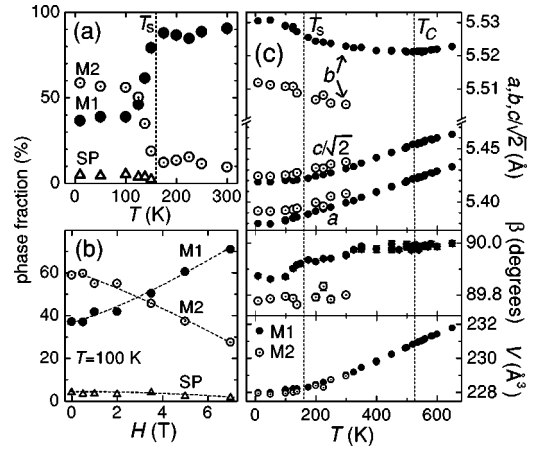 (a)
T_S
100
50
0
M2
M1
SP
0
100
200
300
T (K)
phase fraction (%)
(b)
M1
M2
SP
T=100 K
80
60
40
20
0
0
2
4
6
H (T)
(c)
T_S
T_C
b
c/√2
a
5.53
5.52
5.51
5.45
5.40
a,b,c/√2 (Å)
90.0
89.8
β (degrees)
M1
M2
232
230
228
V (Å³)
0
200
400
600
T (K)